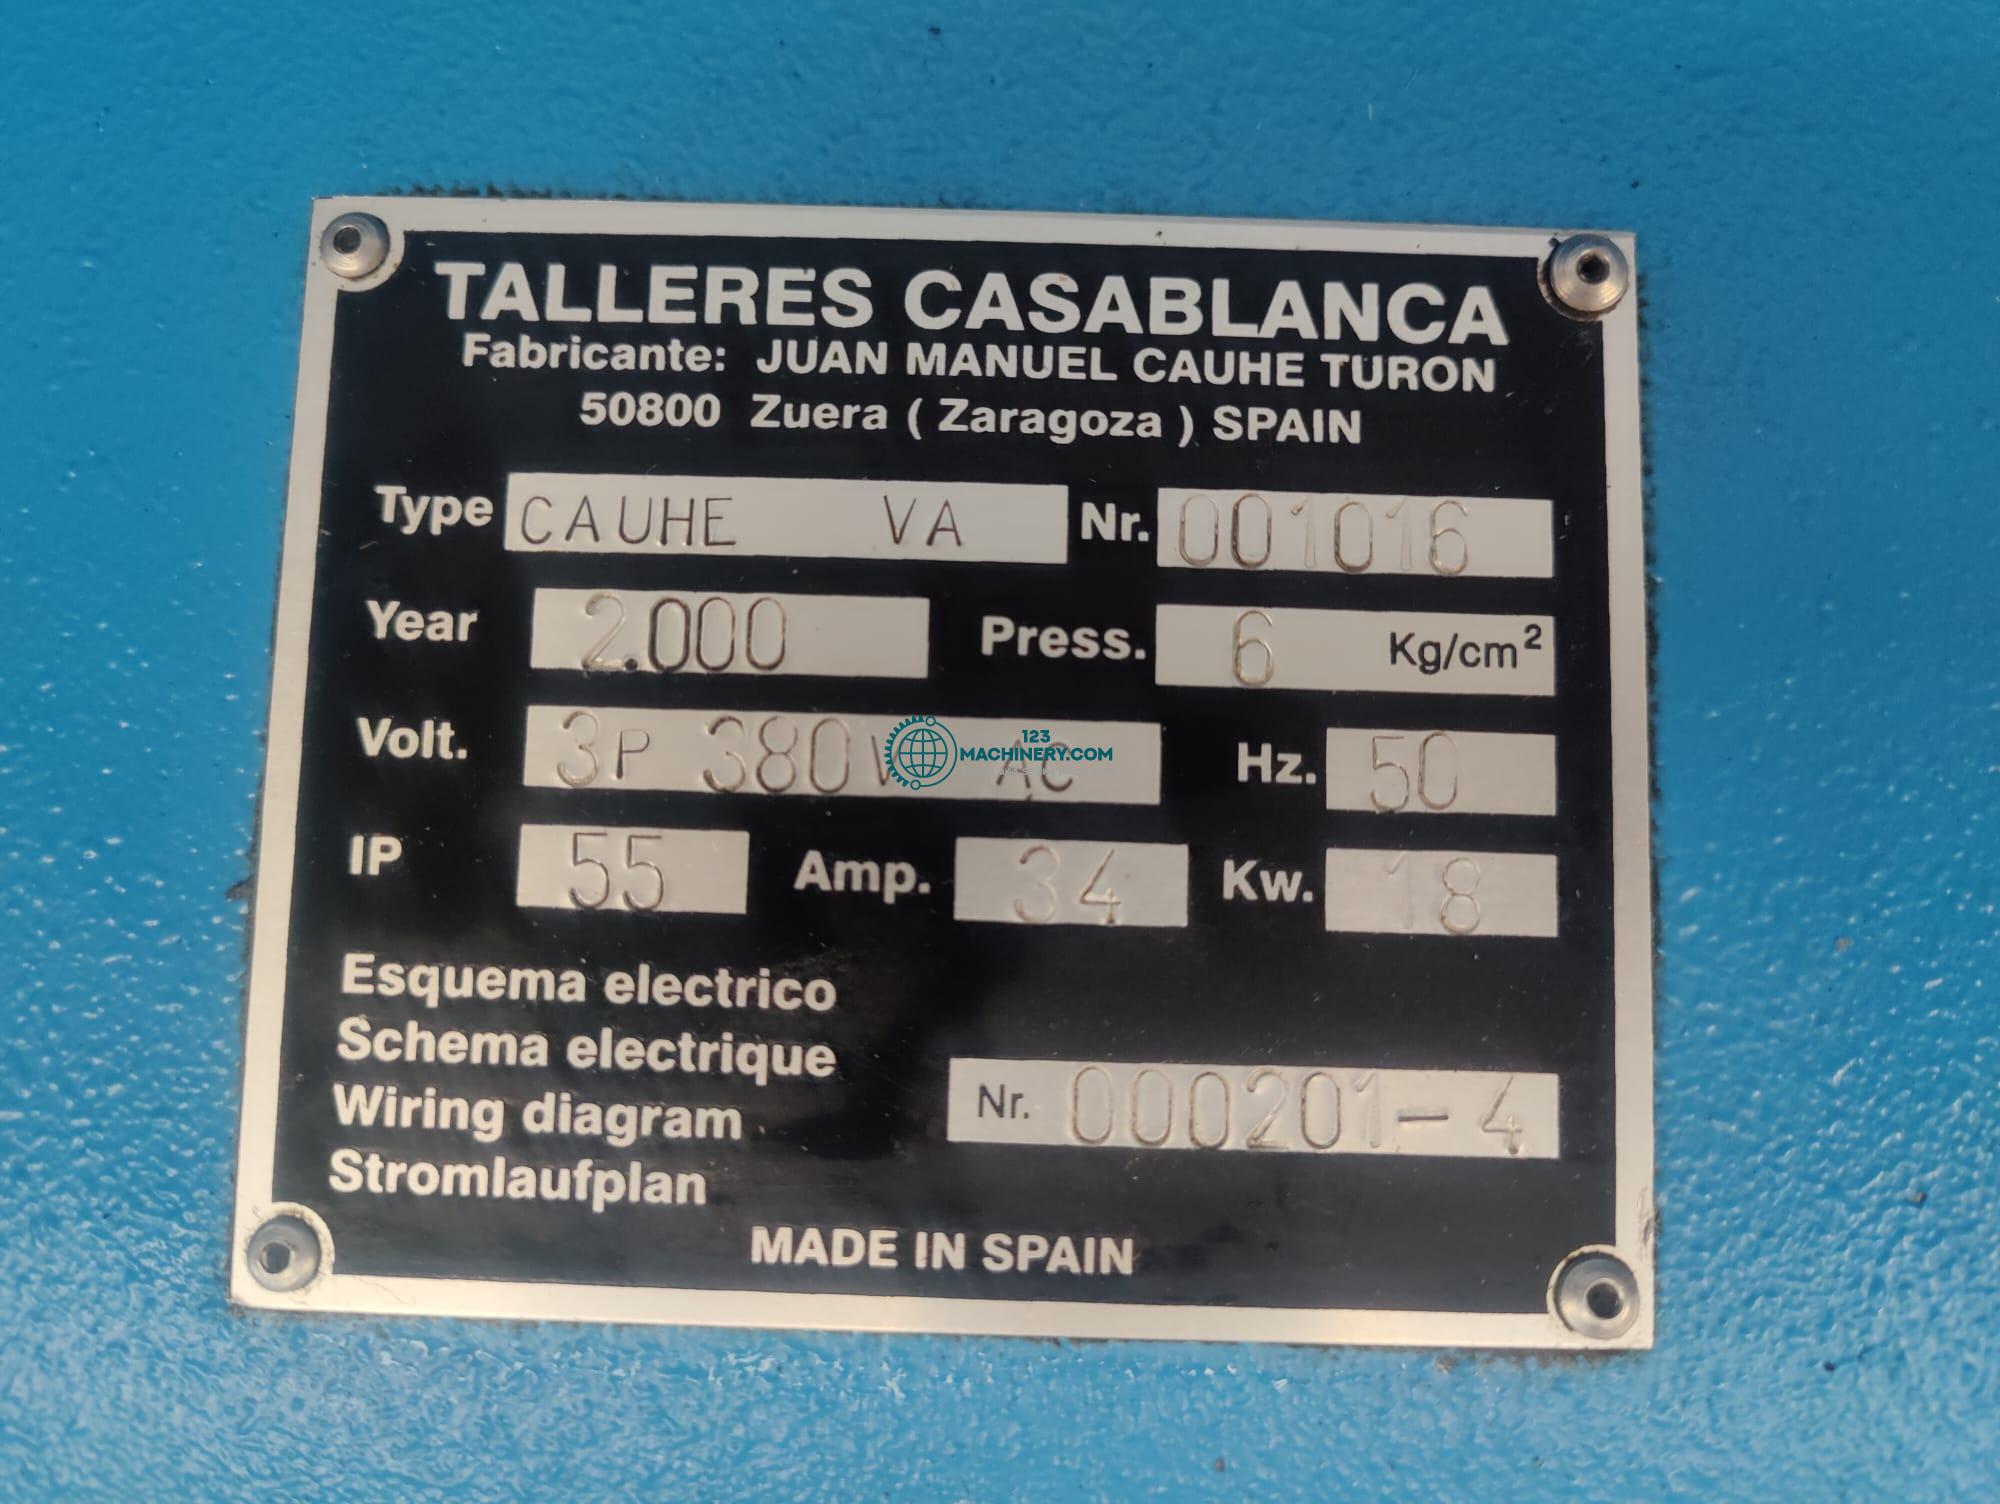 TALLERES CASABLANCA
Fabricante: JUAN MANUEL CAUHE TURON
50800 Zuera ( Zaragoza ) SPAIN
Type CAUHE VA Nr. 001016
Year 2.000 Press. 6 Kg/cm²
Volt. 3P 380V AC Hz. 50
123
MACHINERY.COM
IP 55 Amp. 34 Kw. 18
Esquema electrico
Schema electrique
Wiring diagram Nr. 000201-4
Stromlaufplan
MADE IN SPAIN